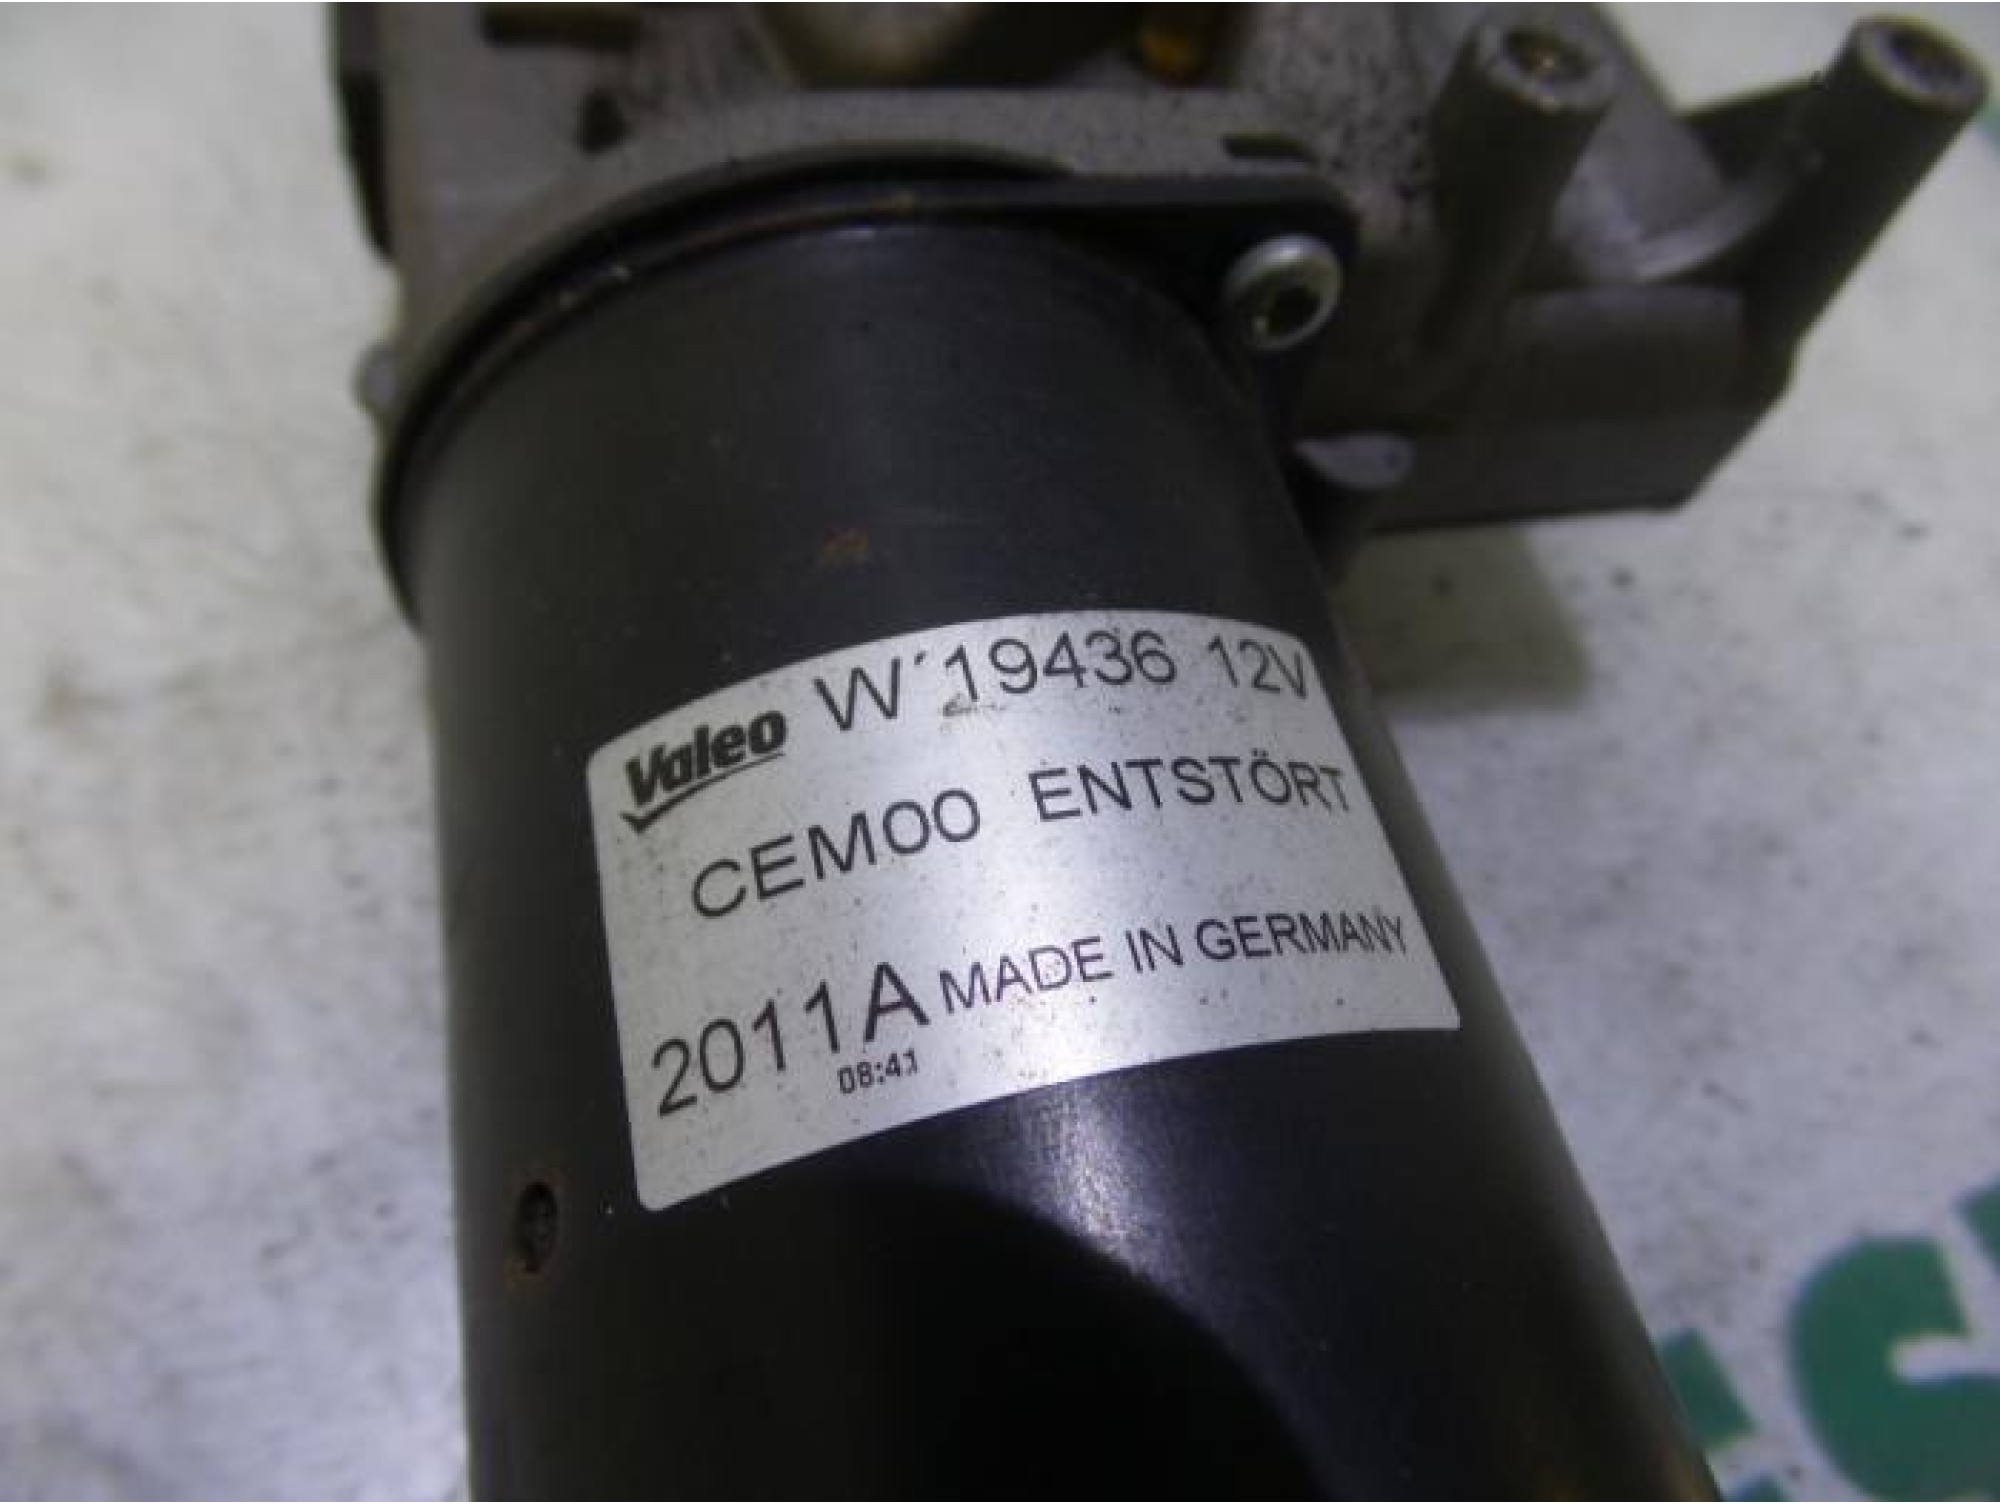 Valeo W'19436 12V
CEM00 ENTSTÖRT
2011A MADE IN GERMANY
08:41